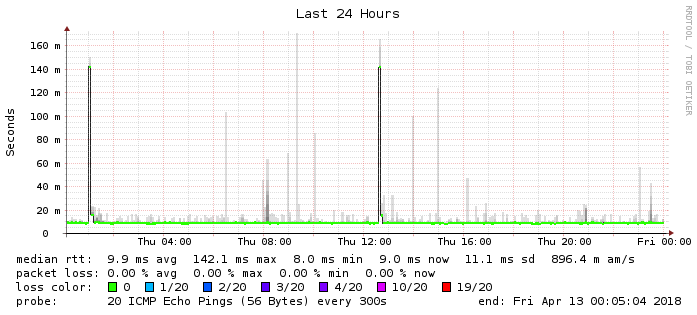 Last 24 Hours
RRDTOOL / TOBI OETIKER
Seconds
160 m
140 m
120 m
100 m
80 m
60 m
40 m
20 m
0
Thu 04:00 Thu 08:00 Thu 12:00 Thu 16:00 Thu 20:00 Fri 00:00
median rtt: 9.9 ms avg 142.1 ms max 8.0 ms min 9.0 ms now 11.1 ms sd 896.4 m am/s
packet loss: 0.00 % avg 0.00 % max 0.00 % min 0.00 % now
loss color: 0 1/20 2/20 3/20 4/20 10/20 19/20
probe: 20 ICMP Echo Pings (56 Bytes) every 300s end: Fri Apr 13 00:05:04 2018